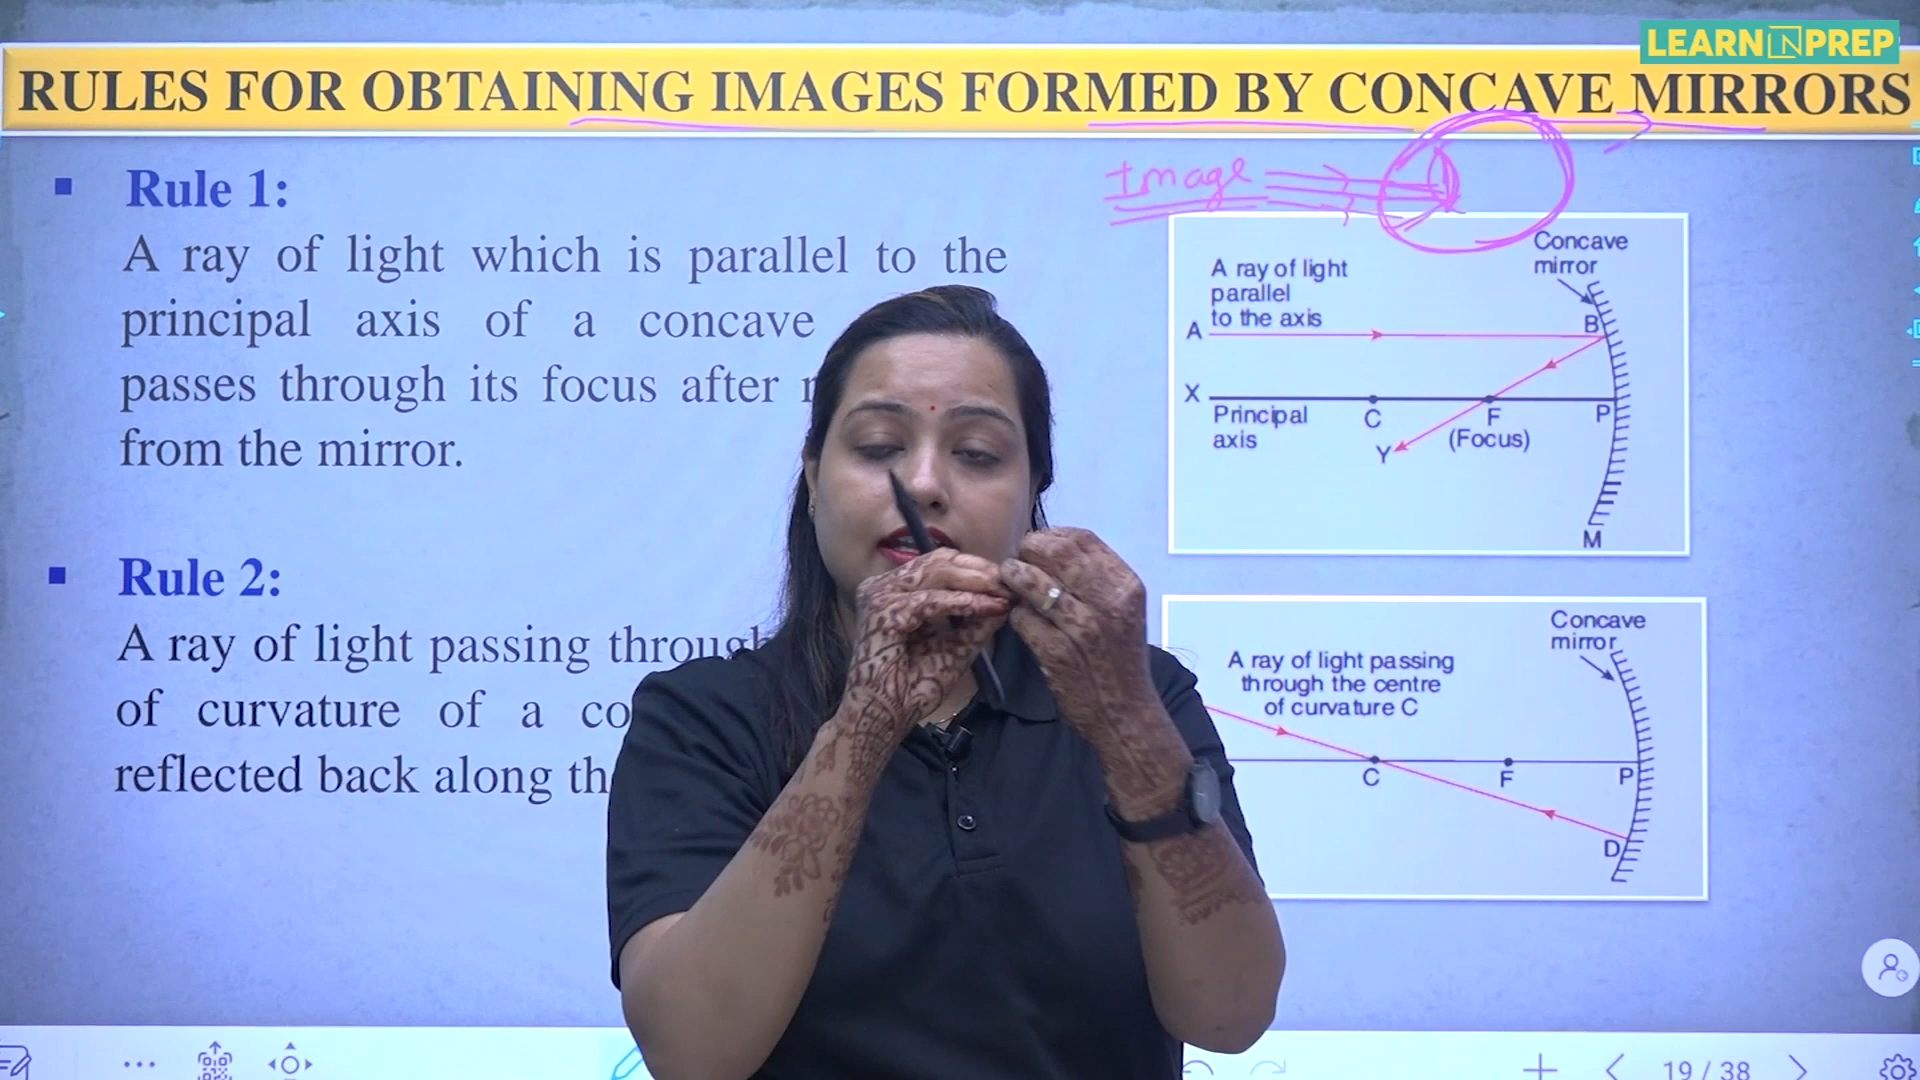 LEARN IN PREP
RULES FOR OBTAINING IMAGES FORMED BY CONCAVE MIRRORS
Rule 1:
A ray of light which is parallel to the
principal axis of a concave
passes through its focus after
from the mirror.
Rule 2:
A ray of light passing through
of curvature of a
reflected back along
Image
Concave
mirror
A ray of light
parallel
to the axis
A
B
X
Principal
axis
C
F
P
(Focus)
Y
M
Concave
mirror
A ray of light passing
through the centre
of curvature C
C
F
P
D
19 / 38